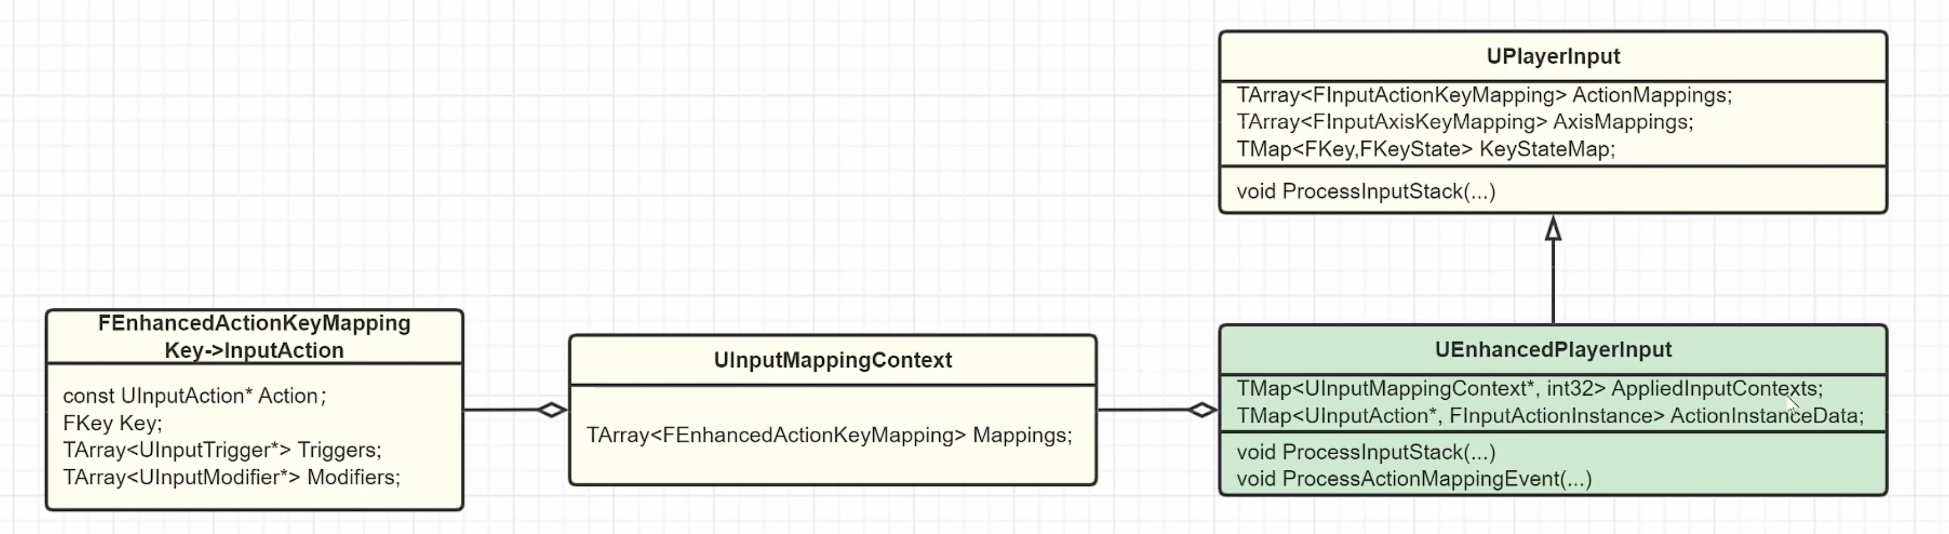 UPlayerInput
TArray<FInputActionKeyMapping> ActionMappings;
TArray<FInputAxisKeyMapping> AxisMappings;
TMap<FKey,FKeyState> KeyStateMap;
void ProcessInputStack(...)
FEnhancedActionKeyMapping
Key->InputAction
const UInputAction* Action;
FKey Key;
TArray<UInputTrigger*> Triggers;
TArray<UInputModifier*> Modifiers;
UInputMappingContext
TArray<FEnhancedActionKeyMapping> Mappings;
UEnhancedPlayerInput
TMap<UInputMappingContext*, int32> AppliedInputContexts;
TMap<UInputAction*, FInputActionInstance> ActionInstanceData;
void ProcessInputStack(...)
void ProcessActionMappingEvent(...)